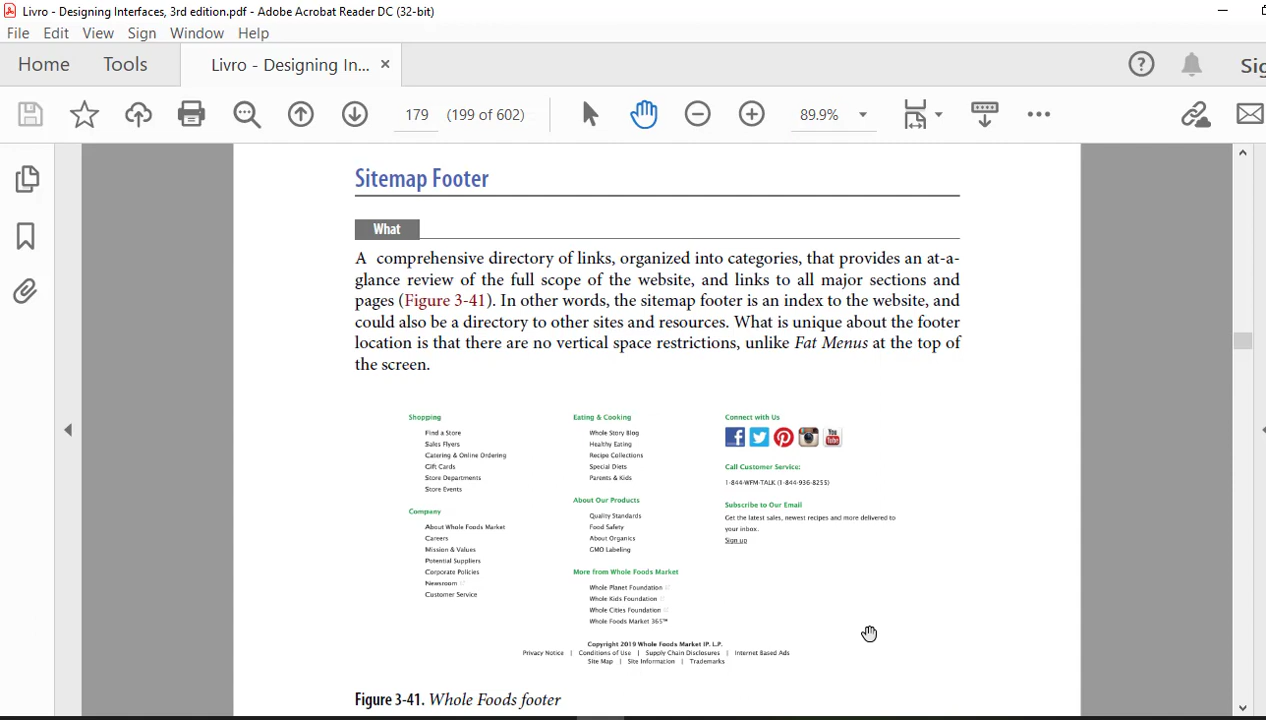 Livro - Designing Interfaces, 3rd edition.pdf - Adobe Acrobat Reader DC (32-bit)
File Edit View Sign Window Help
Home Tools Livro - Designing In... ×
179 (199 of 602) 89.9%
Sitemap Footer
What
A comprehensive directory of links, organized into categories, that provides an at-a-
glance review of the full scope of the website, and links to all major sections and
pages (Figure 3-41). In other words, the sitemap footer is an index to the website, and
could also be a directory to other sites and resources. What is unique about the footer
location is that there are no vertical space restrictions, unlike Fat Menus at the top of
the screen.
Shopping
Find a Store
Sales Flyers
Catering & Online Ordering
Gift Cards
Store Departments
Store Events
Company
About Whole Foods Market
Careers
Mission & Values
Potential Suppliers
Corporate Policies
Newsroom
Customer Service
Eating & Cooking
Whole Story Blog
Healthy Eating
Recipe Collections
Special Diets
Parents & Kids
About Our Products
Quality Standards
Food Safety
About Organics
GMO Labeling
More from Whole Foods Market
Whole Planet Foundation
Whole Kids Foundation
Whole Cities Foundation
Whole Foods Market 365™
Connect with Us
You Tube
Call Customer Service:
1-844-WFM-TALK (1-844-936-8255)
Subscribe to Our Email
Get the latest sales, newest recipes and more delivered to
your inbox.
Sign up
Copyright 2019 Whole Foods Market IP. L.P.
Privacy Notice | Conditions of Use | Supply Chain Disclosures | Internet Based Ads
Site Map | Site Information | Trademarks
Figure 3-41. Whole Foods footer